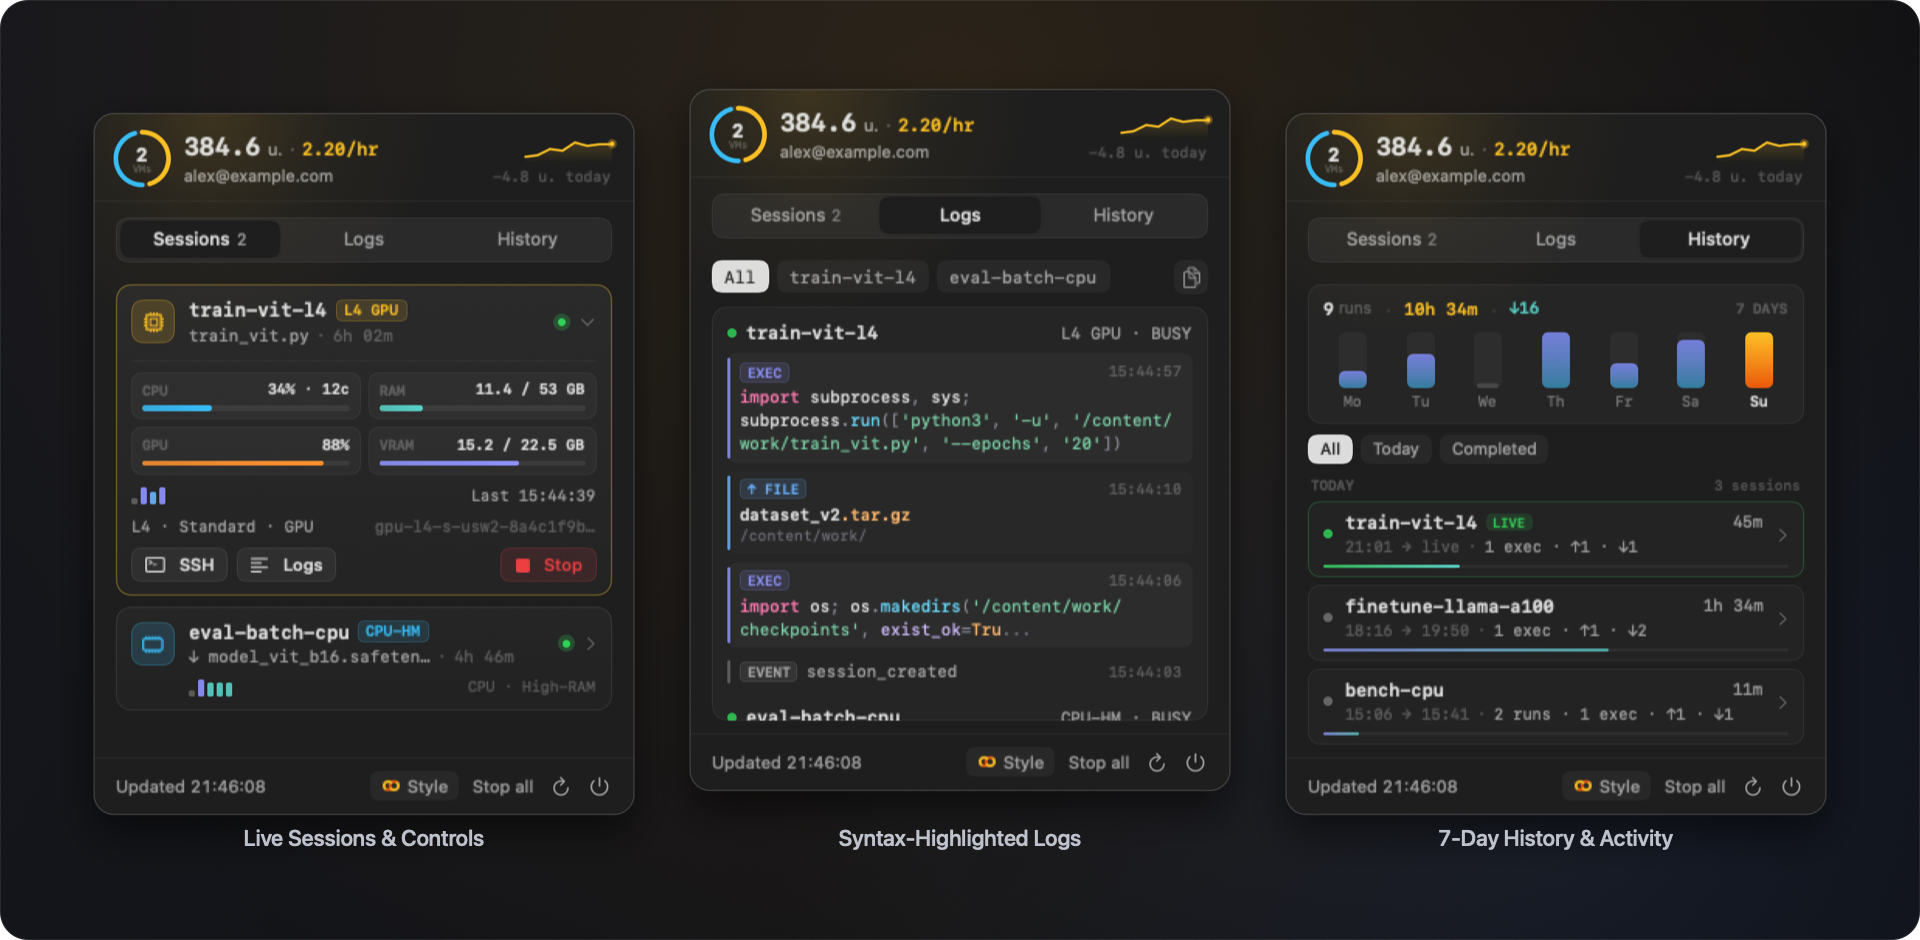 2
VMs
384.6 u. · 2.20/hr
alex@example.com
−4.8 u. today
Sessions 2
Logs
History
train-vit-l4 L4 GPU
train_vit.py · 6h 02m
CPU 34% · 12c
RAM 11.4 / 53 GB
GPU 88%
VRAM 15.2 / 22.5 GB
Last 15:44:39
L4 · Standard · GPU gpu-l4-s-usw2-8a4c1f9b…
SSH
Logs
Stop
eval-batch-cpu CPU-HM
↓ model_vit_b16.safeten… · 4h 46m
CPU · High-RAM
Updated 21:46:08
Style
Stop all
Live Sessions & Controls
2
VMs
384.6 u. · 2.20/hr
alex@example.com
−4.8 u. today
Sessions 2
Logs
History
All
train-vit-l4
eval-batch-cpu
train-vit-l4 L4 GPU · BUSY
EXEC 15:44:57
import subprocess, sys;
subprocess.run(['python3', '-u', '/content/
work/train_vit.py', '--epochs', '20'])
↑ FILE 15:44:10
dataset_v2.tar.gz
/content/work/
EXEC 15:44:06
import os; os.makedirs('/content/work/
checkpoints', exist_ok=Tru...
EVENT session_created 15:44:03
eval-batch-cpu CPU-HM · BUSY
Updated 21:46:08
Style
Stop all
Syntax-Highlighted Logs
2
VMs
384.6 u. · 2.20/hr
alex@example.com
−4.8 u. today
Sessions 2
Logs
History
9 runs · 10h 34m · ↓16 7 DAYS
Mo Tu We Th Fr Sa Su
All
Today
Completed
TODAY 3 sessions
train-vit-l4 LIVE 45m
21:01 → live · 1 exec · ↑1 · ↓1
finetune-llama-a100 1h 34m
18:16 → 19:50 · 1 exec · ↑1 · ↓2
bench-cpu 11m
15:06 → 15:41 · 2 runs · 1 exec · ↑1 · ↓1
Updated 21:46:08
Style
Stop all
7-Day History & Activity